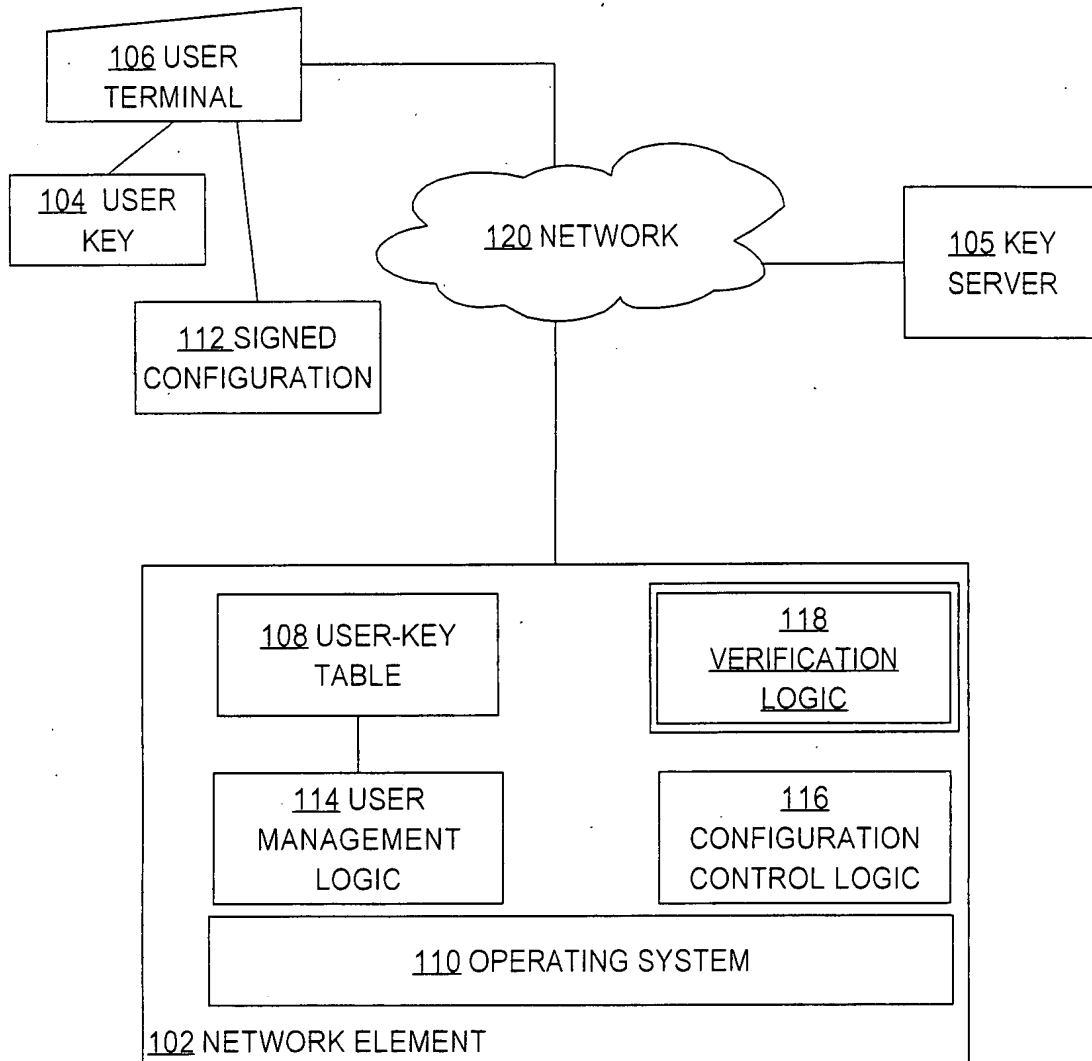 106 USER
TERMINAL
104 USER
KEY
112 SIGNED
CONFIGURATION
120 NETWORK
105 KEY
SERVER
108 USER-KEY
TABLE
118
VERIFICATION
LOGIC
114 USER
MANAGEMENT
LOGIC
116
CONFIGURATION
CONTROL LOGIC
110 OPERATING SYSTEM
102 NETWORK ELEMENT